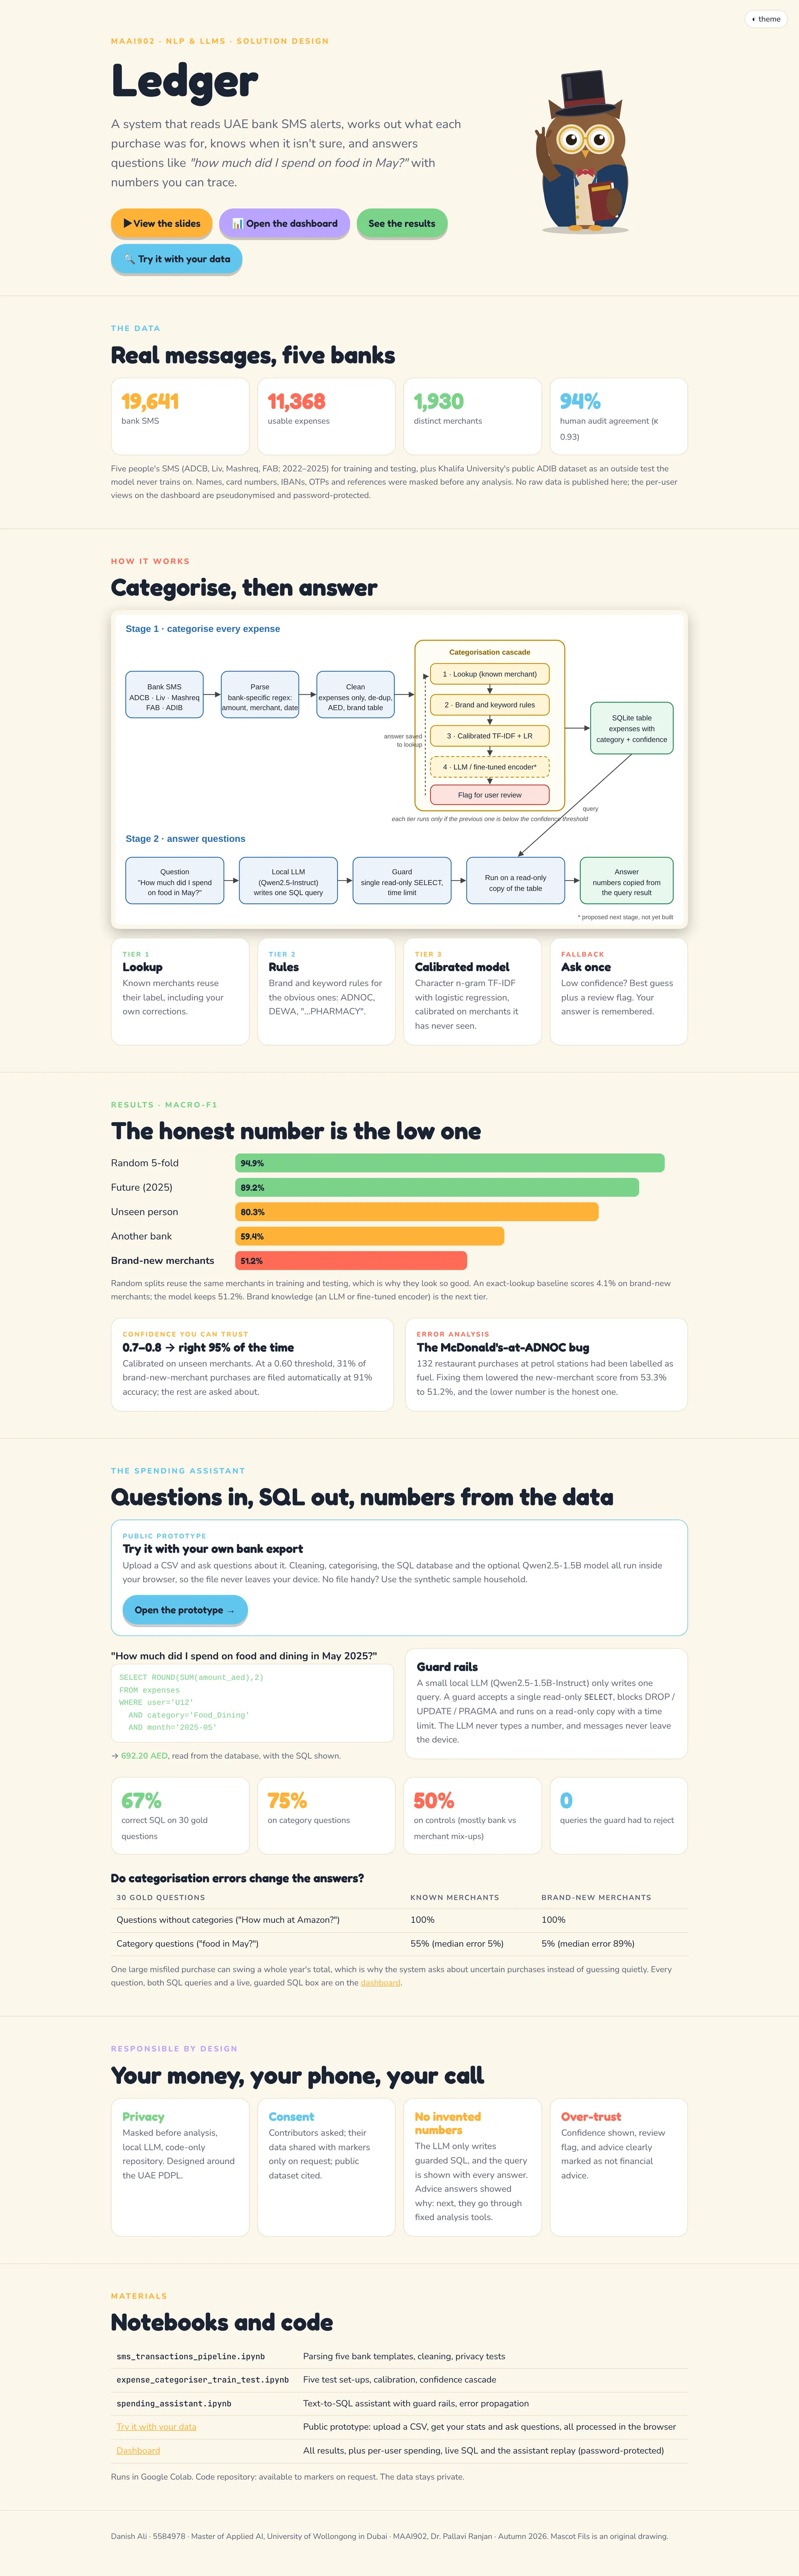 ◐ theme
MAAI902 · NLP & LLMS · SOLUTION DESIGN
Ledger
A system that reads UAE bank SMS alerts, works out what each
purchase was for, knows when it isn't sure, and answers
questions like "how much did I spend on food in May?" with
numbers you can trace.
▶ View the slides
📊 Open the dashboard
See the results
🔍 Try it with your data
THE DATA
Real messages, five banks
19,641
bank SMS
11,368
usable expenses
1,930
distinct merchants
94%
human audit agreement (κ
0.93)
Five people's SMS (ADCB, Liv, Mashreq, FAB; 2022–2025) for training and testing, plus Khalifa University's public ADIB dataset as an outside test the
model never trains on. Names, card numbers, IBANs, OTPs and references were masked before any analysis. No raw data is published here; the per-user
views on the dashboard are pseudonymised and password-protected.
HOW IT WORKS
Categorise, then answer
Stage 1 · categorise every expense
Bank SMS
ADCB · Liv · Mashreq
FAB · ADIB
Parse
bank-specific regex:
amount, merchant, date
Clean
expenses only, de-dup,
AED, brand table
Categorisation cascade
1 · Lookup (known merchant)
2 · Brand and keyword rules
3 · Calibrated TF-IDF + LR
4 · LLM / fine-tuned encoder*
Flag for user review
answer saved
to lookup
each tier runs only if the previous one is below the confidence threshold
SQLite table
expenses with
category + confidence
query
Stage 2 · answer questions
Question
"How much did I spend
on food in May?"
Local LLM
(Qwen2.5-Instruct)
writes one SQL query
Guard
single read-only SELECT,
time limit
Run on a read-only
copy of the table
Answer
numbers copied from
the query result
* proposed next stage, not yet built
TIER 1
Lookup
Known merchants reuse
their label, including your
own corrections.
TIER 2
Rules
Brand and keyword rules for
the obvious ones: ADNOC,
DEWA, "…PHARMACY".
TIER 3
Calibrated model
Character n-gram TF-IDF
with logistic regression,
calibrated on merchants it
has never seen.
FALLBACK
Ask once
Low confidence? Best guess
plus a review flag. Your
answer is remembered.
RESULTS · MACRO-F1
The honest number is the low one
Random 5-fold 94.9%
Future (2025) 89.2%
Unseen person 80.3%
Another bank 59.4%
Brand-new merchants 51.2%
Random splits reuse the same merchants in training and testing, which is why they look so good. An exact-lookup baseline scores 4.1% on brand-new
merchants; the model keeps 51.2%. Brand knowledge (an LLM or fine-tuned encoder) is the next tier.
CONFIDENCE YOU CAN TRUST
0.7–0.8 → right 95% of the time
Calibrated on unseen merchants. At a 0.60 threshold, 31% of
brand-new-merchant purchases are filed automatically at 91%
accuracy; the rest are asked about.
ERROR ANALYSIS
The McDonald's-at-ADNOC bug
132 restaurant purchases at petrol stations had been labelled as
fuel. Fixing them lowered the new-merchant score from 53.3%
to 51.2%, and the lower number is the honest one.
THE SPENDING ASSISTANT
Questions in, SQL out, numbers from the data
PUBLIC PROTOTYPE
Try it with your own bank export
Upload a CSV and ask questions about it. Cleaning, categorising, the SQL database and the optional Qwen2.5-1.5B model all run inside
your browser, so the file never leaves your device. No file handy? Use the synthetic sample household.
Open the prototype →
"How much did I spend on food and dining in May 2025?"
SELECT ROUND(SUM(amount_aed),2)
FROM expenses
WHERE user='U12'
AND category='Food_Dining'
AND month='2025-05'
→ 692.20 AED, read from the database, with the SQL shown.
Guard rails
A small local LLM (Qwen2.5-1.5B-Instruct) only writes one
query. A guard accepts a single read-only SELECT, blocks DROP /
UPDATE / PRAGMA and runs on a read-only copy with a time
limit. The LLM never types a number, and messages never leave
the device.
67%
correct SQL on 30 gold
questions
75%
on category questions
50%
on controls (mostly bank vs
merchant mix-ups)
0
queries the guard had to reject
Do categorisation errors change the answers?
30 GOLD QUESTIONS KNOWN MERCHANTS BRAND-NEW MERCHANTS
Questions without categories ("How much at Amazon?") 100% 100%
Category questions ("food in May?") 55% (median error 5%) 5% (median error 89%)
One large misfiled purchase can swing a whole year's total, which is why the system asks about uncertain purchases instead of guessing quietly. Every
question, both SQL queries and a live, guarded SQL box are on the dashboard.
RESPONSIBLE BY DESIGN
Your money, your phone, your call
Privacy
Masked before analysis,
local LLM, code-only
repository. Designed around
the UAE PDPL.
Consent
Contributors asked; their
data shared with markers
only on request; public
dataset cited.
No invented
numbers
The LLM only writes
guarded SQL, and the query
is shown with every answer.
Advice answers showed
why: next, they go through
fixed analysis tools.
Over-trust
Confidence shown, review
flag, and advice clearly
marked as not financial
advice.
MATERIALS
Notebooks and code
sms_transactions_pipeline.ipynb Parsing five bank templates, cleaning, privacy tests
expense_categoriser_train_test.ipynb Five test set-ups, calibration, confidence cascade
spending_assistant.ipynb Text-to-SQL assistant with guard rails, error propagation
Try it with your data Public prototype: upload a CSV, get your stats and ask questions, all processed in the browser
Dashboard All results, plus per-user spending, live SQL and the assistant replay (password-protected)
Runs in Google Colab. Code repository: available to markers on request. The data stays private.
Danish Ali · 5584978 · Master of Applied AI, University of Wollongong in Dubai · MAAI902, Dr. Pallavi Ranjan · Autumn 2026. Mascot Fils is an original drawing.